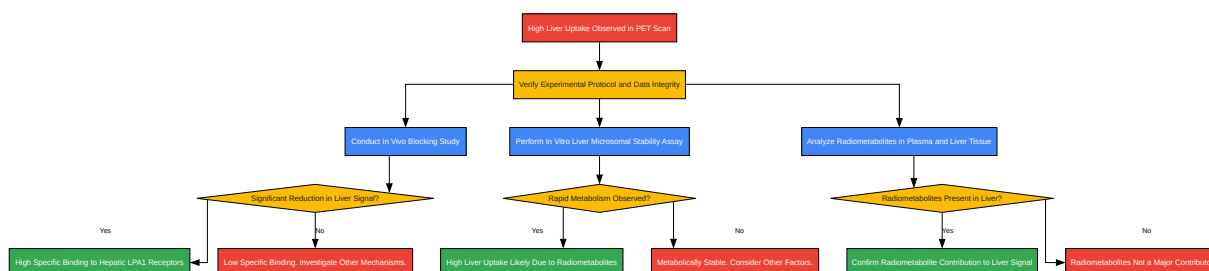 High Liver Uptake Observed in PET Scan
Verify Experimental Protocol and Data Integrity
Conduct In Vivo Blocking Study
Perform In Vitro Liver Microsomal Stability Assay
Analyze Radiometabolites in Plasma and Liver Tissue
Significant Reduction in Liver Signal?
Rapid Metabolism Observed?
Radiometabolites Present in Liver?
Yes
No
Yes
No
Yes
No
High Specific Binding to Hepatic LPA1 Receptors
Low Specific Binding. Investigate Other Mechanisms.
High Liver Uptake Likely Due to Radiometabolites
Metabolically Stable. Consider Other Factors.
Confirm Radiometabolite Contribution to Liver Signal
Radiometabolites Not a Major Contributo